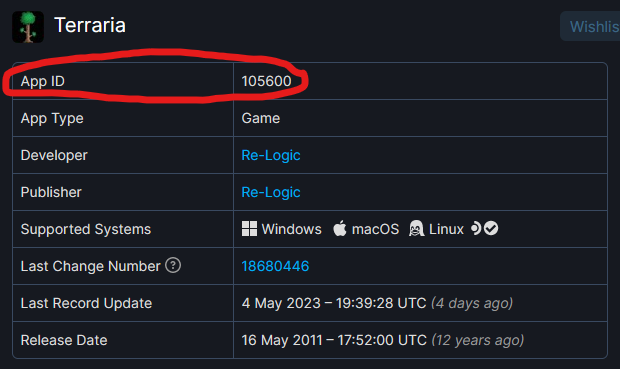 Terraria
Wishlis
App ID 105600
App Type Game
Developer Re-Logic
Publisher Re-Logic
Supported Systems Windows macOS Linux
Last Change Number ? 18680446
Last Record Update 4 May 2023 – 19:39:28 UTC (4 days ago)
Release Date 16 May 2011 – 17:52:00 UTC (12 years ago)